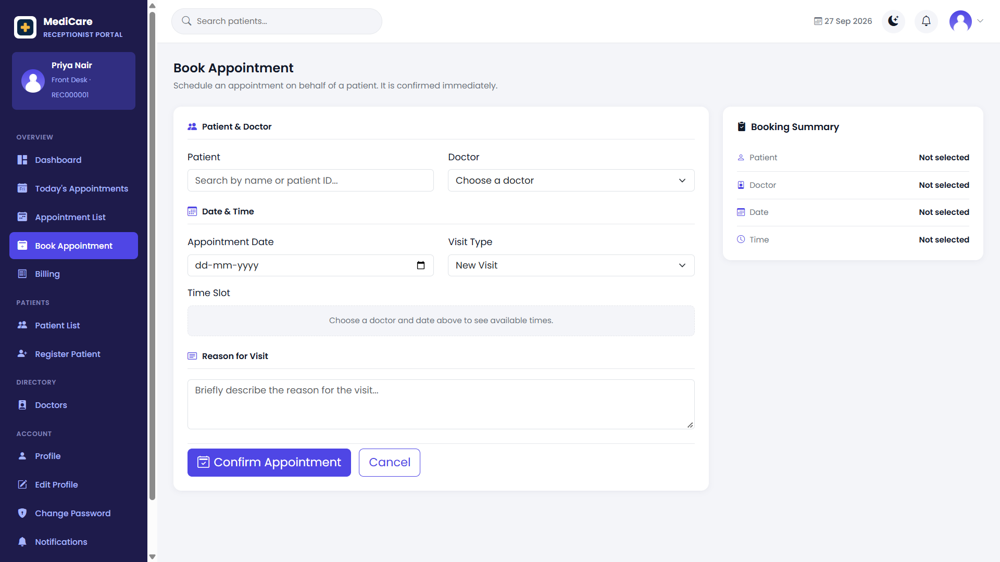 MediCare
RECEPTIONIST PORTAL
Priya Nair
Front Desk ·
REC000001
OVERVIEW
Dashboard
Today's Appointments
Appointment List
Book Appointment
Billing
PATIENTS
Patient List
Register Patient
DIRECTORY
Doctors
ACCOUNT
Profile
Edit Profile
Change Password
Notifications
Search patients...
27 Sep 2026
Book Appointment
Schedule an appointment on behalf of a patient. It is confirmed immediately.
Patient & Doctor
Patient
Doctor
Search by name or patient ID...
Choose a doctor
Date & Time
Appointment Date
Visit Type
dd-mm-yyyy
New Visit
Time Slot
Choose a doctor and date above to see available times.
Reason for Visit
Briefly describe the reason for the visit...
Confirm Appointment
Cancel
Booking Summary
Patient Not selected
Doctor Not selected
Date Not selected
Time Not selected